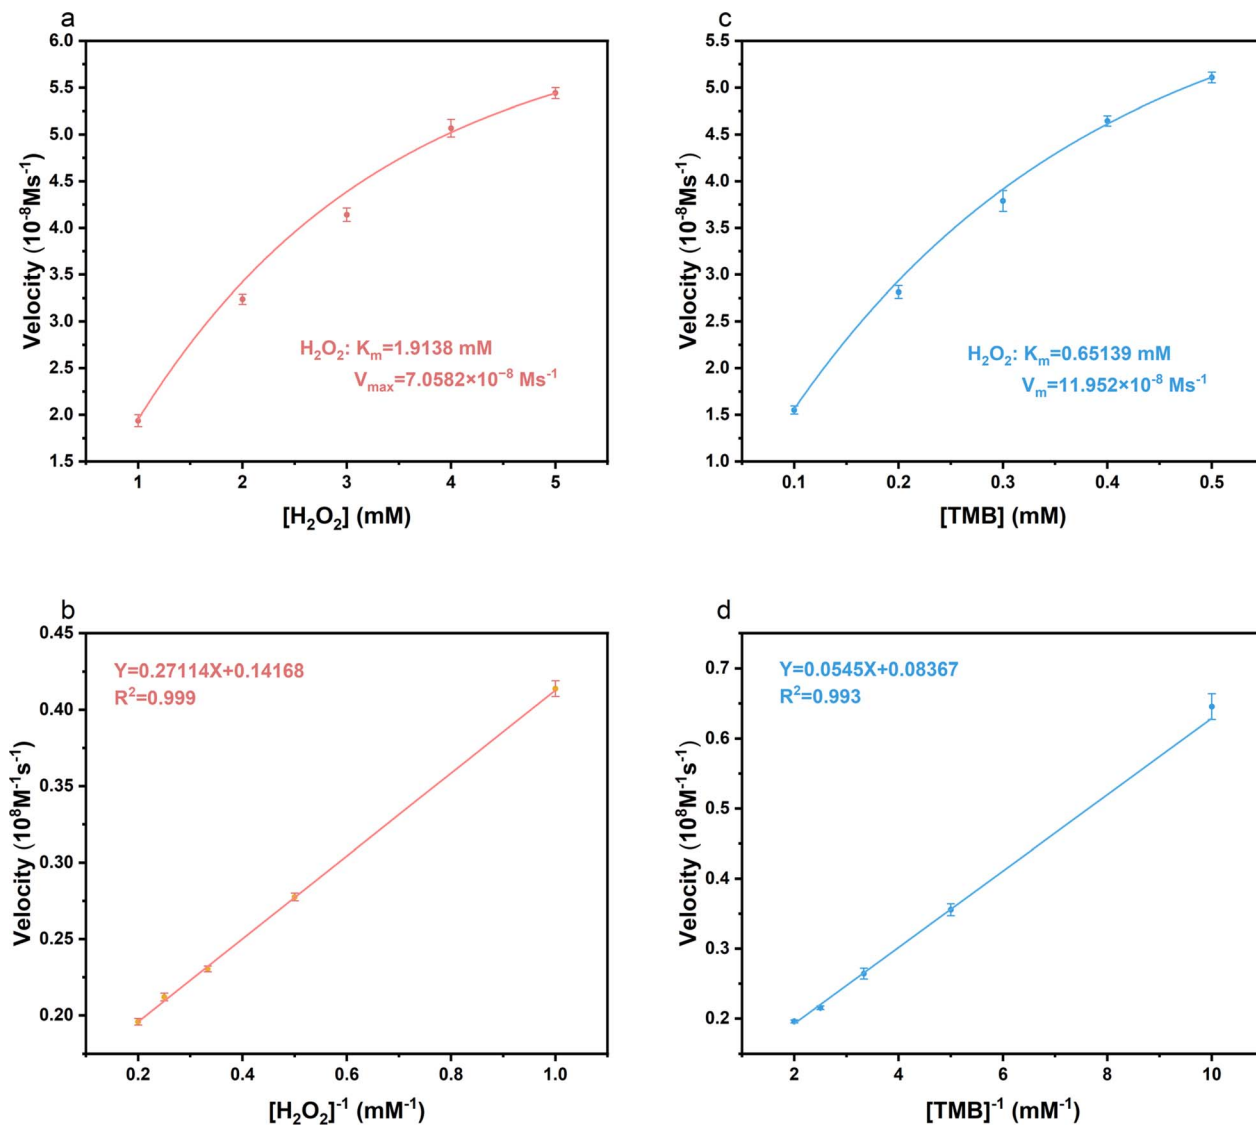 a
6.0
5.5
5.0
4.5
4.0
3.5
3.0
2.5
2.0
1.5
Velocity (10⁻⁸Ms⁻¹)
H₂O₂: Kₘ=1.9138 mM
Vₘₐₓ=7.0582×10⁻⁸ Ms⁻¹
1 2 3 4 5
[H₂O₂] (mM)
c
5.5
5.0
4.5
4.0
3.5
3.0
2.5
2.0
1.5
1.0
Velocity (10⁻⁸Ms⁻¹)
H₂O₂: Kₘ=0.65139 mM
Vₘ=11.952×10⁻⁸ Ms⁻¹
0.1 0.2 0.3 0.4 0.5
[TMB] (mM)
b
0.45
0.40
0.35
0.30
0.25
0.20
Velocity (10⁸M⁻¹s⁻¹)
Y=0.27114X+0.14168
R²=0.999
0.2 0.4 0.6 0.8 1.0
[H₂O₂]⁻¹ (mM⁻¹)
d
0.7
0.6
0.5
0.4
0.3
0.2
Velocity (10⁸M⁻¹s⁻¹)
Y=0.0545X+0.08367
R²=0.993
2 4 6 8 10
[TMB]⁻¹ (mM⁻¹)